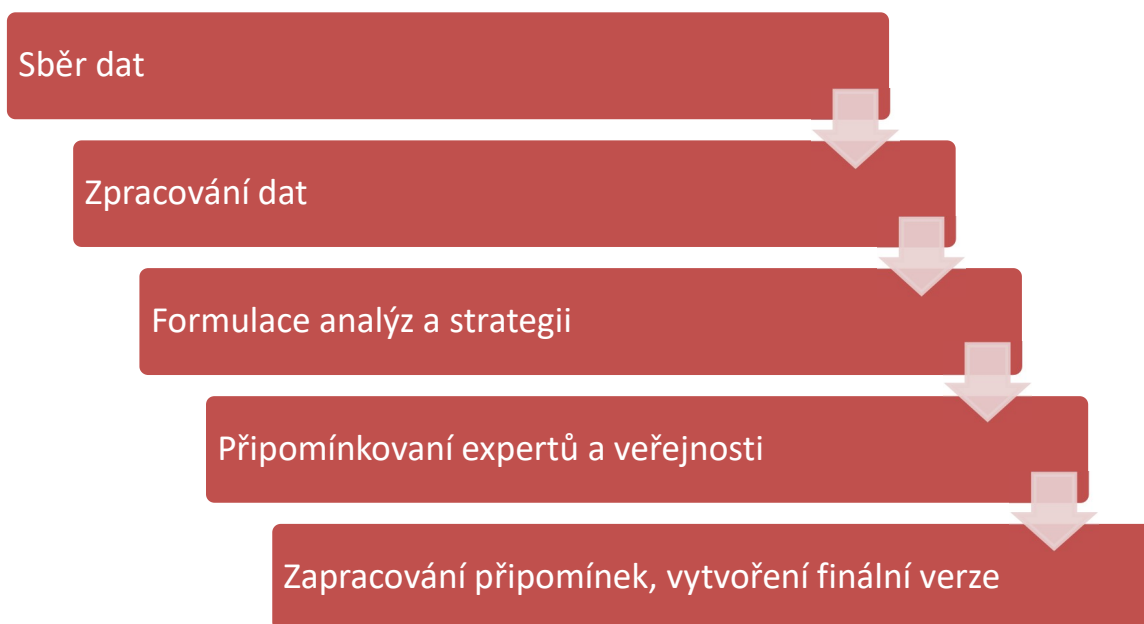 Sběr dat
Zpracování dat
Formulace analýz a strategii
Připomínkovaní expertů a veřejnosti
Zapracování připomínek, vytvoření finální verze